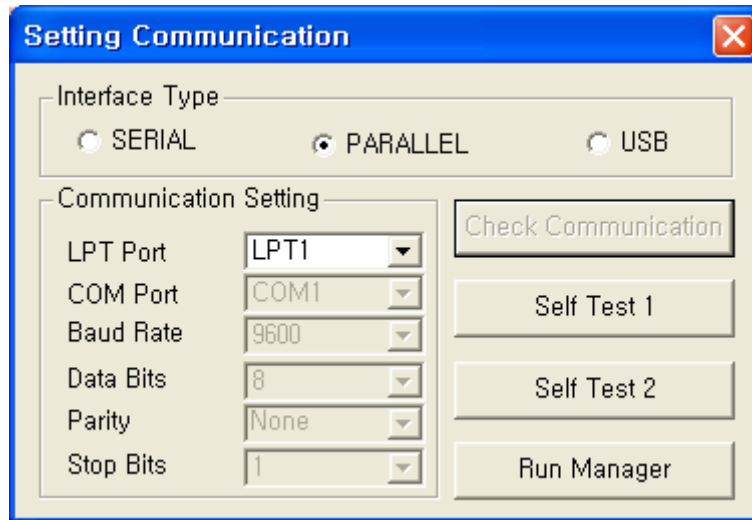 Setting Communication
Interface Type
SERIAL PARALLEL USB
Communication Setting
LPT Port LPT1
COM Port COM1
Baud Rate 9600
Data Bits 8
Parity None
Stop Bits 1
Check Communication
Self Test 1
Self Test 2
Run Manager